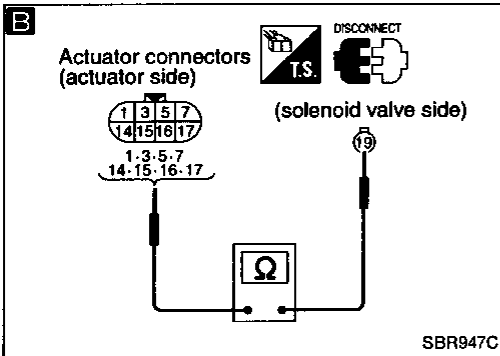 B
DISCONNECT
T.S.
Actuator connectors
(actuator side)
(solenoid valve side)
1 3 5 7
14 15 16 17
19
1·3·5·7
14·15·16·17
Ω
SBR947C